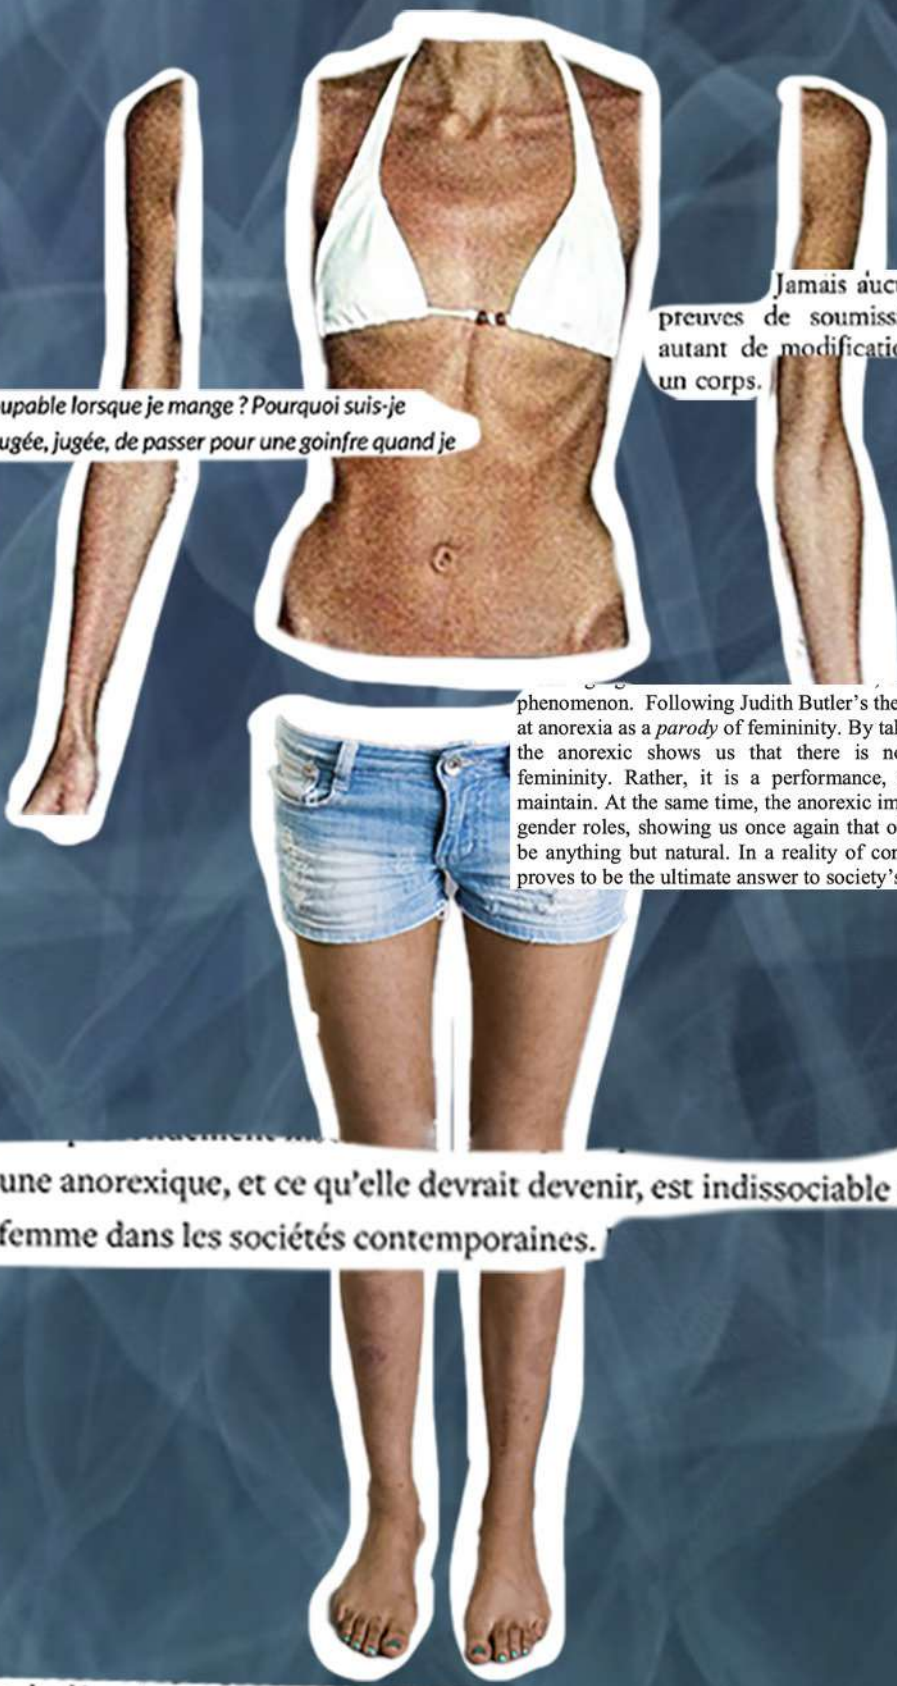 Jamais auc
preuves de soumiss
autant de modificatio
un corps.
upable lorsque je mange ? Pourquoi suis-je
ugée, jugée, de passer pour une goinfre quand je
phenomenon. Following Judith Butler’s the
at anorexia as a parody of femininity. By tal
the anorexic shows us that there is no
femininity. Rather, it is a performance,
maintain. At the same time, the anorexic im
gender roles, showing us once again that o
be anything but natural. In a reality of con
proves to be the ultimate answer to society’s
une anorexique, et ce qu’elle devrait devenir, est indissociable
femme dans les sociétés contemporaines.